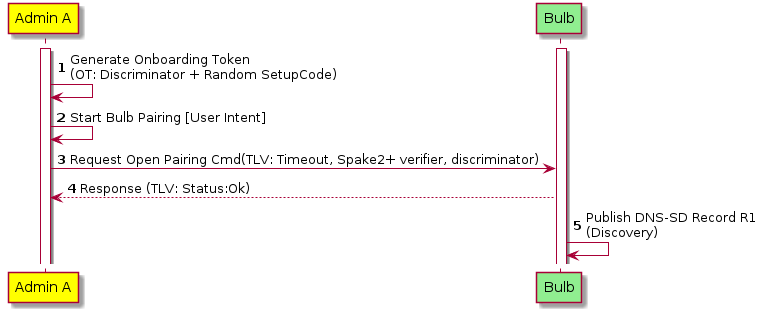 Admin A
Bulb
1 Generate Onboarding Token
(OT: Discriminator + Random SetupCode)
2 Start Bulb Pairing [User Intent]
3 Request Open Pairing Cmd(TLV: Timeout, Spake2+ verifier, discriminator)
4 Response (TLV: Status:Ok)
5 Publish DNS-SD Record R1
(Discovery)
Admin A
Bulb